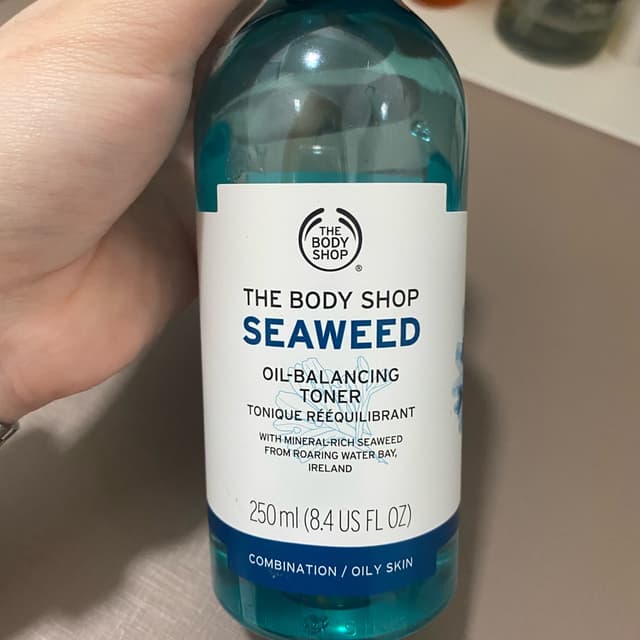 THE
BODY
SHOP
®
THE BODY SHOP
SEAWEED
OIL-BALANCING
TONER
TONIQUE RÉÉQUILIBRANT
WITH MINERAL-RICH SEAWEED
FROM ROARING WATER BAY,
IRELAND
250 ml (8.4 US FL OZ)
COMBINATION / OILY SKIN